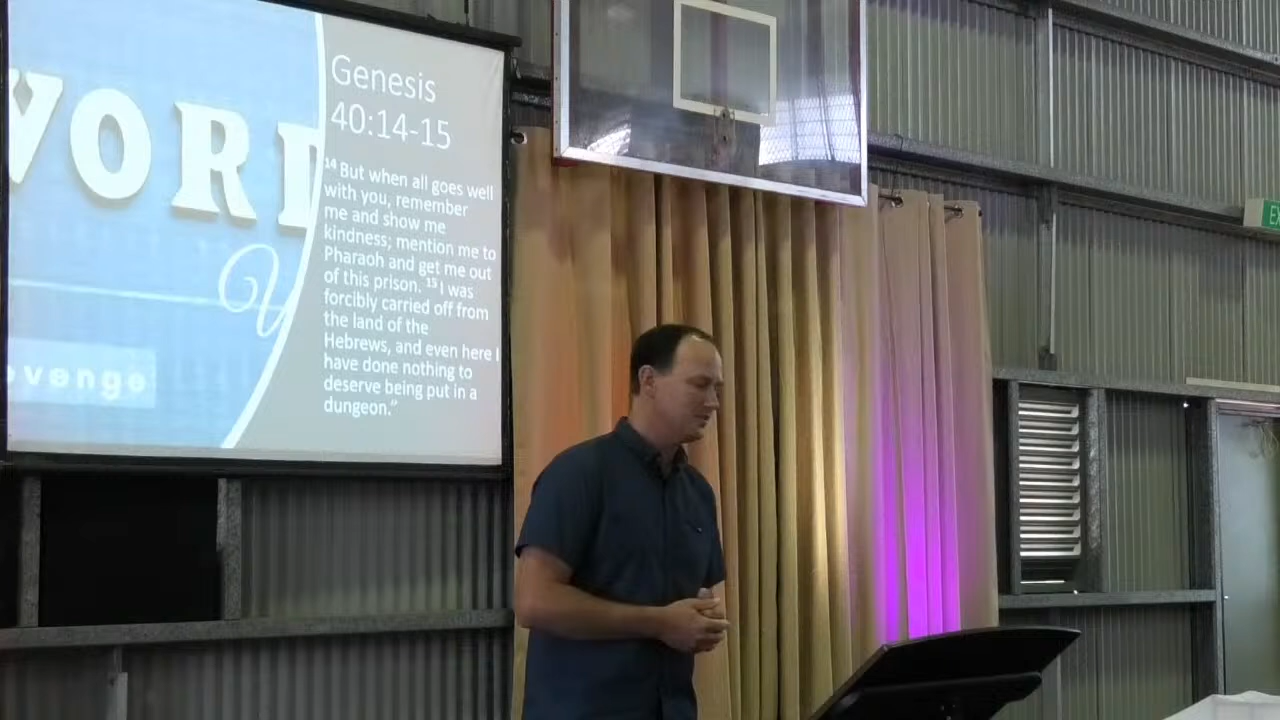 WORD
Genesis
40:14-15
14 But when all goes well
with you, remember
me and show me
kindness; mention me to
Pharaoh and get me out
of this prison. 15 I was
forcibly carried off from
the land of the
Hebrews, and even here I
have done nothing to
deserve being put in a
dungeon.”
EX